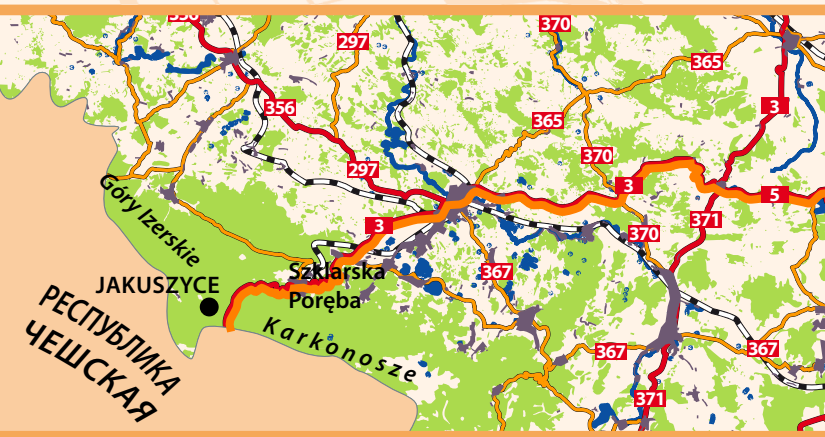 370
297
365
356
3
365
370
297
3
5
3
371
370
Góry Izerskie
367
Szklarska
Poręba
JAKUSZYCE
Karkonosze
РЕСПУБЛИКА
ЧЕШСКАЯ
367
367
371